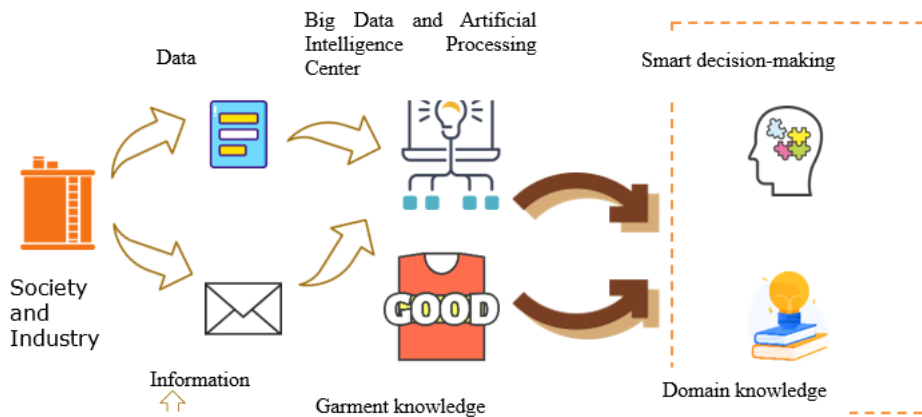 Data
Big Data and Artificial
Intelligence Processing
Center
Smart decision-making
Society
and
Industry
GOOD
Information
Garment knowledge
Domain knowledge